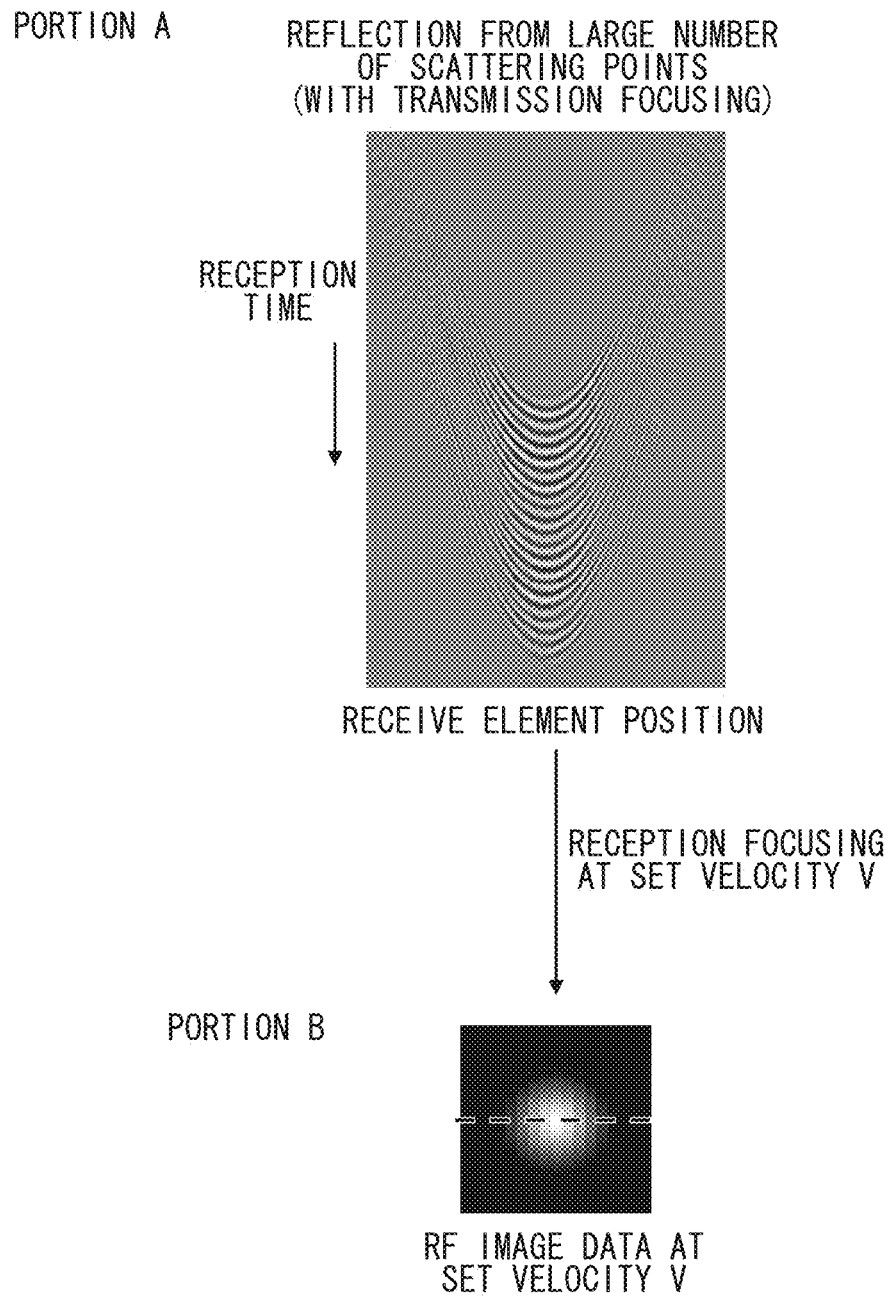 PORTION A
REFLECTION FROM LARGE NUMBER
OF SCATTERING POINTS
(WITH TRANSMISSION FOCUSING)
RECEPTION
TIME
RECEIVE ELEMENT POSITION
RECEPTION FOCUSING
AT SET VELOCITY V
PORTION B
RF IMAGE DATA AT
SET VELOCITY V